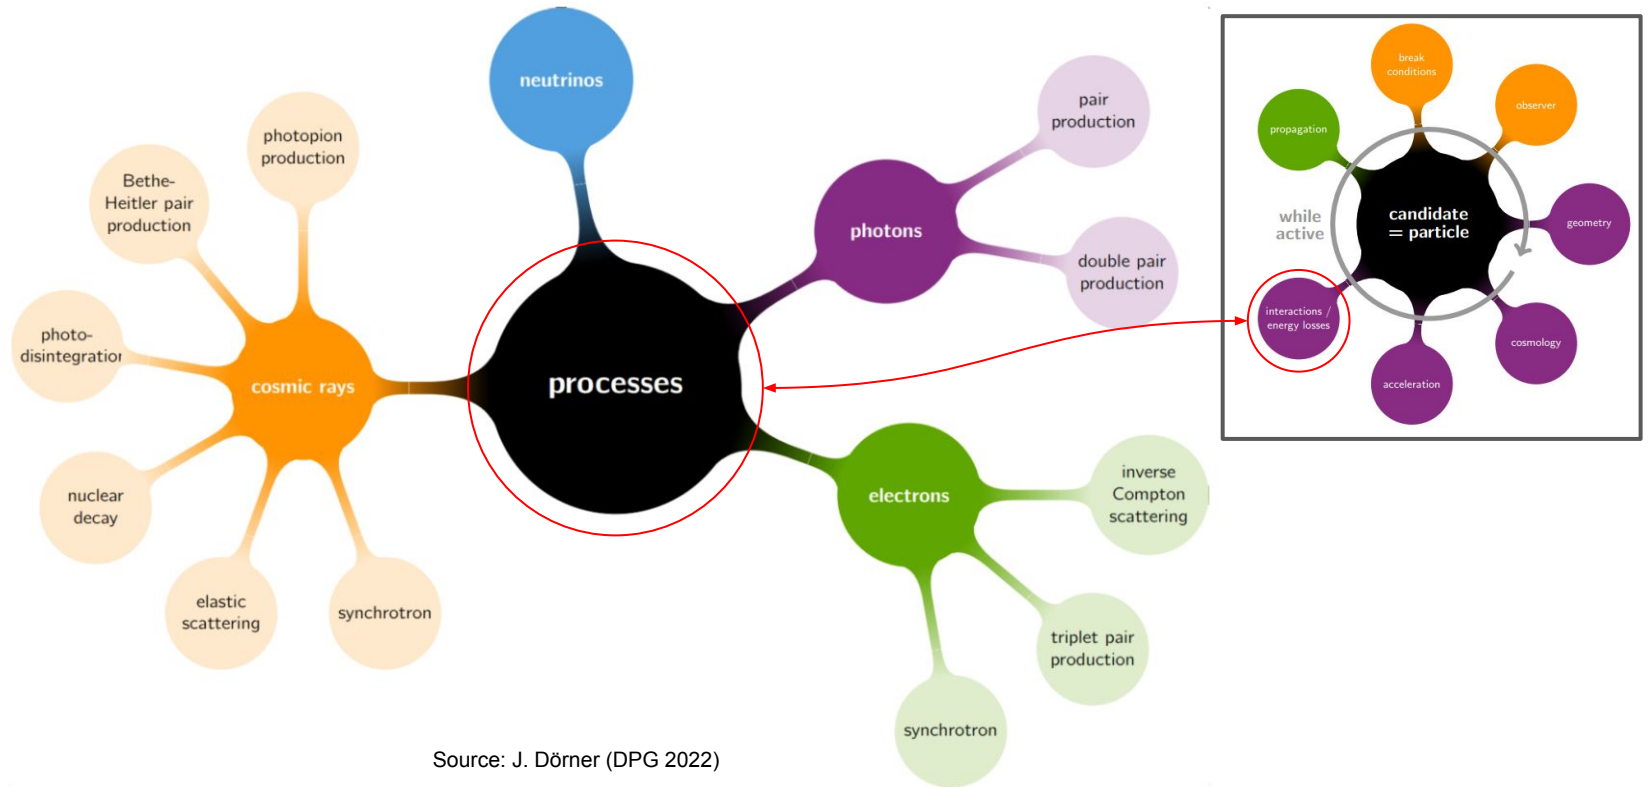 neutrinos
photopion
production
Bethe-
Heitler pair
production
photo-
disintegration
nuclear
decay
elastic
scattering
synchrotron
cosmic rays
processes
photons
pair
production
double pair
production
electrons
inverse
Compton
scattering
triplet pair
production
synchrotron
Source: J. Dörner (DPG 2022)
break
conditions
observer
propagation
geometry
while
active
candidate
= particle
interactions /
energy losses
cosmology
acceleration